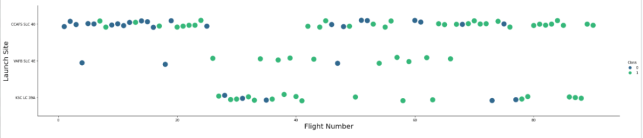 CCAFS SLC 40
VAFB SLC 4E
KSC LC 39A
Launch Site
0
20
40
60
80
Flight Number
Class
0
1